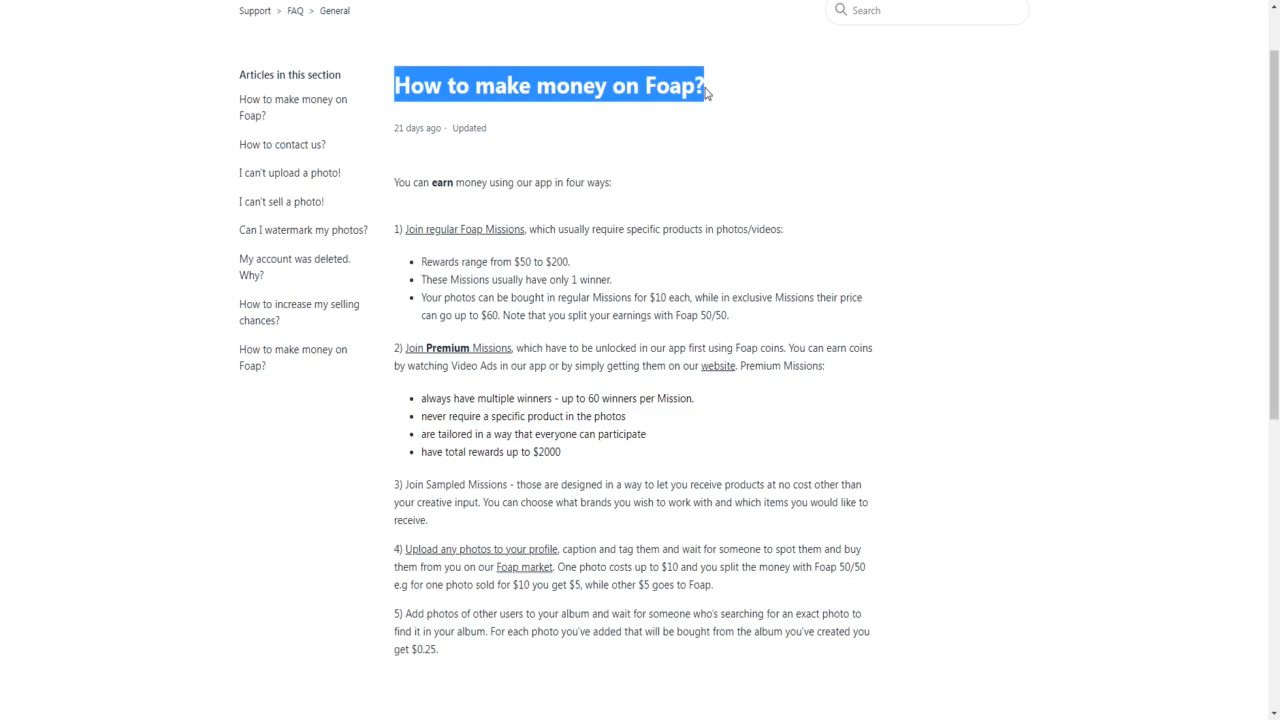 Support > FAQ > General
Search
Articles in this section
How to make money on
Foap?
How to contact us?
I can't upload a photo!
I can't sell a photo!
Can I watermark my photos?
My account was deleted.
Why?
How to increase my selling
chances?
How to make money on
Foap?
How to make money on Foap?
21 days ago · Updated
You can earn money using our app in four ways:
1) Join regular Foap Missions, which usually require specific products in photos/videos:
• Rewards range from $50 to $200.
• These Missions usually have only 1 winner.
• Your photos can be bought in regular Missions for $10 each, while in exclusive Missions their price
can go up to $60. Note that you split your earnings with Foap 50/50.
2) Join Premium Missions, which have to be unlocked in our app first using Foap coins. You can earn coins
by watching Video Ads in our app or by simply getting them on our website. Premium Missions:
• always have multiple winners - up to 60 winners per Mission.
• never require a specific product in the photos
• are tailored in a way that everyone can participate
• have total rewards up to $2000
3) Join Sampled Missions - those are designed in a way to let you receive products at no cost other than
your creative input. You can choose what brands you wish to work with and which items you would like to
receive.
4) Upload any photos to your profile, caption and tag them and wait for someone to spot them and buy
them from you on our Foap market. One photo costs up to $10 and you split the money with Foap 50/50
e.g for one photo sold for $10 you get $5, while other $5 goes to Foap.
5) Add photos of other users to your album and wait for someone who's searching for an exact photo to
find it in your album. For each photo you've added that will be bought from the album you've created you
get $0.25.